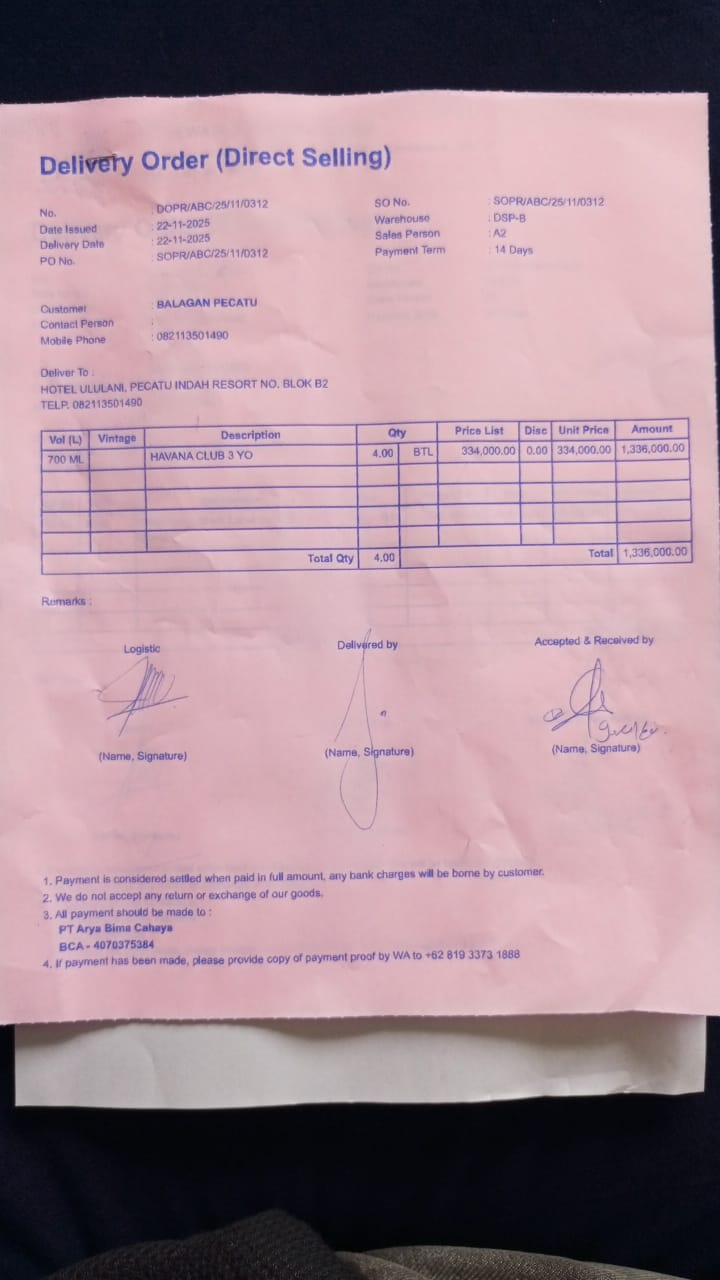 Delivery Order (Direct Selling)
No. : DOPR/ABC/25/11/0312
Date Issued : 22-11-2025
Delivery Date : 22-11-2025
PO No. : SOPR/ABC/25/11/0312
SO No. : SOPR/ABC/25/11/0312
Warehouse : DSP-B
Sales Person : A2
Payment Term : 14 Days
Customer : BALAGAN PECATU
Contact Person :
Mobile Phone : 082113501490
Deliver To :
HOTEL ULULANI, PECATU INDAH RESORT NO. BLOK B2
TELP. 082113501490
Vol (L) Vintage Description Qty Price List Disc Unit Price Amount
700 ML HAVANA CLUB 3 YO 4.00 BTL 334,000.00 0.00 334,000.00 1,336,000.00
Total Qty 4.00 Total 1,336,000.00
Remarks :
Logistic Delivered by Accepted & Received by
(Name, Signature) (Name, Signature) (Name, Signature)
1. Payment is considered settled when paid in full amount, any bank charges will be borne by customer.
2. We do not accept any return or exchange of our goods.
3. All payment should be made to :
PT Arya Bima Cahaya
BCA - 4070375384
4. If payment has been made, please provide copy of payment proof by WA to +62 819 3373 1888